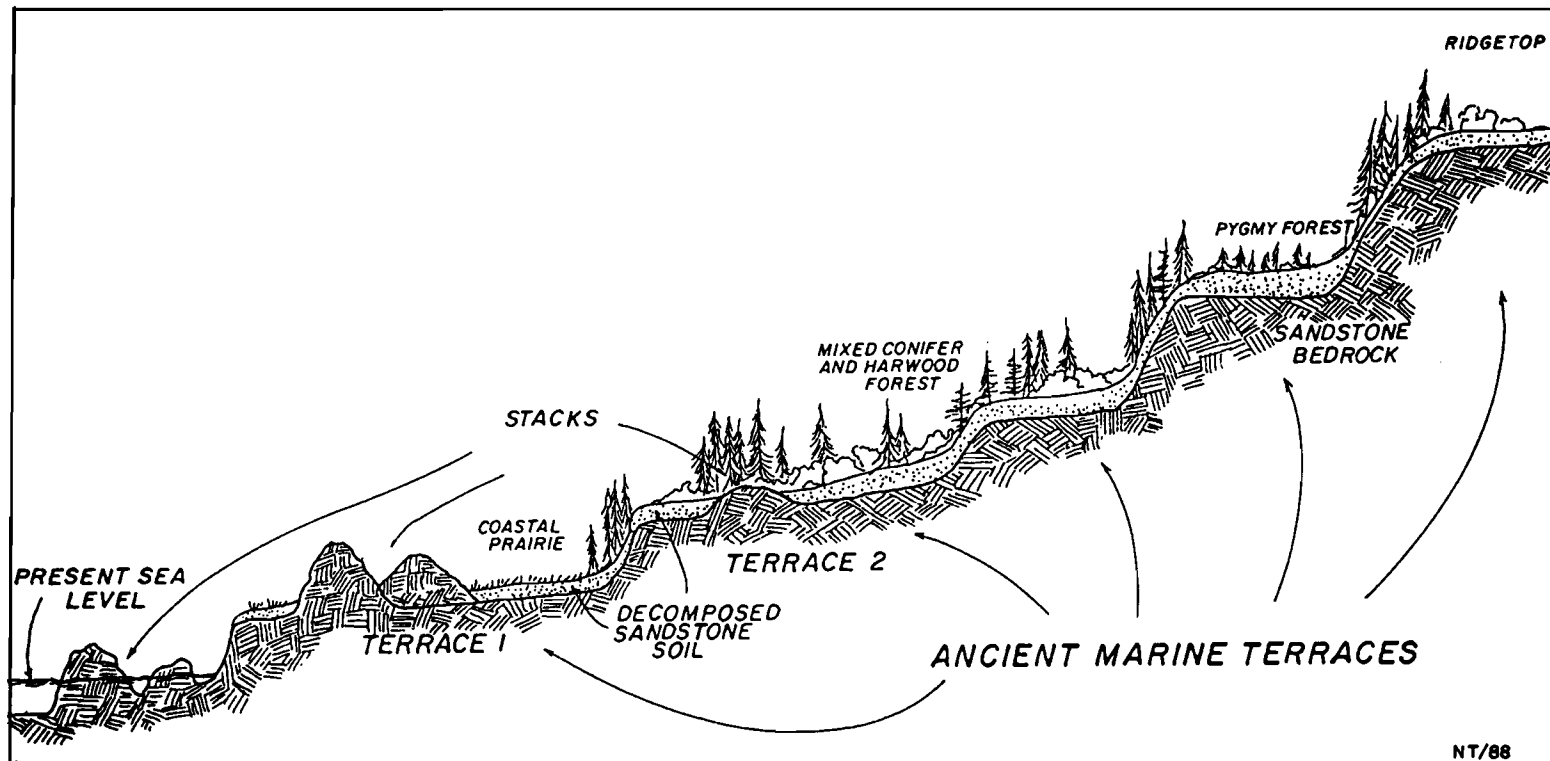 RIDGETOP
PYGMY FOREST
SANDSTONE
BEDROCK
MIXED CONIFER
AND HARWOOD
FOREST
STACKS
COASTAL
PRAIRIE
TERRACE 2
PRESENT SEA
LEVEL
DECOMPOSED
SANDSTONE
SOIL
TERRACE 1
ANCIENT MARINE TERRACES
NT/88